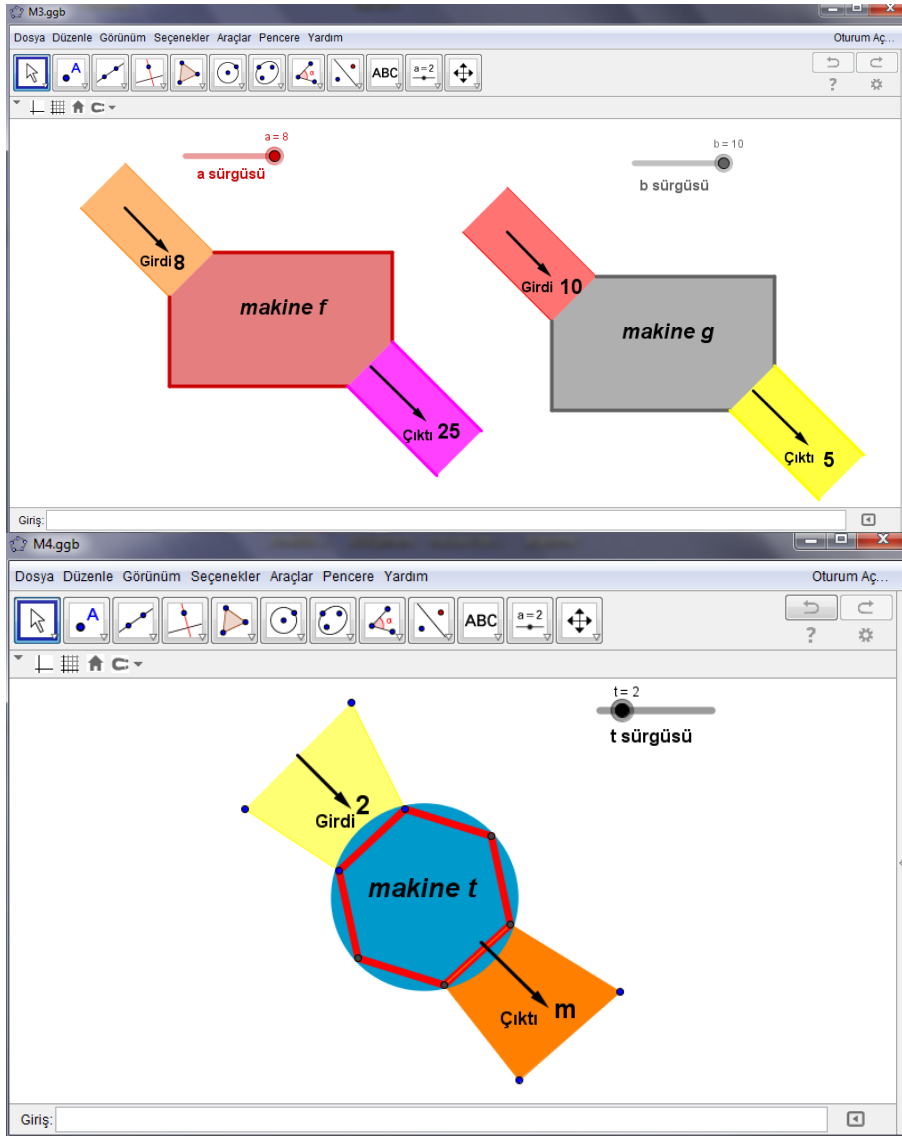 M3.ggb
Dosya Düzenle Görünüm Seçenekler Araçlar Pencere Yardım Oturum Aç...
A α ABC a=2
?
a = 8
a sürgüsü
b = 10
b sürgüsü
Girdi 8
makine f
Çıktı 25
Girdi 10
makine g
Çıktı 5
Giriş:
M4.ggb
Dosya Düzenle Görünüm Seçenekler Araçlar Pencere Yardım Oturum Aç...
A α ABC a=2
?
t = 2
t sürgüsü
Girdi 2
makine t
Çıktı m
Giriş: